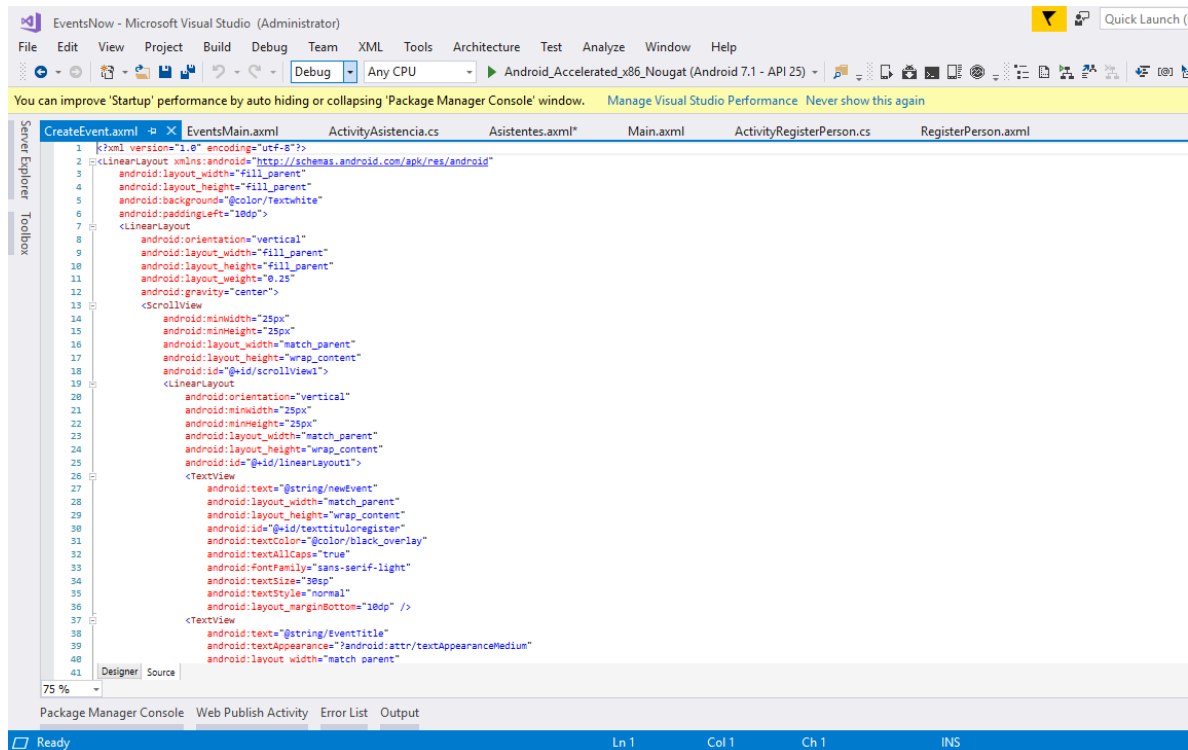 EventsNow - Microsoft Visual Studio (Administrator)
Quick Launch (
File Edit View Project Build Debug Team XML Tools Architecture Test Analyze Window Help
Debug Any CPU Android_Accelerated_x86_Nougat (Android 7.1 - API 25)
You can improve 'Startup' performance by auto hiding or collapsing 'Package Manager Console' window. Manage Visual Studio Performance Never show this again
Server Explorer
Toolbox
CreateEvent.axml EventsMain.axml ActivityAsistencia.cs Asistentes.axml* Main.axml ActivityRegisterPerson.cs RegisterPerson.axml
1 <?xml version="1.0" encoding="utf-8"?>
2 <LinearLayout xmlns:android="http://schemas.android.com/apk/res/android"
3 android:layout_width="fill_parent"
4 android:layout_height="fill_parent"
5 android:background="@color/Textwhite"
6 android:paddingLeft="10dp">
7 <LinearLayout
8 android:orientation="vertical"
9 android:layout_width="fill_parent"
10 android:layout_height="fill_parent"
11 android:layout_weight="0.25"
12 android:gravity="center">
13 <ScrollView
14 android:minWidth="25px"
15 android:minHeight="25px"
16 android:layout_width="match_parent"
17 android:layout_height="wrap_content"
18 android:id="@+id/scrollView1">
19 <LinearLayout
20 android:orientation="vertical"
21 android:minWidth="25px"
22 android:minHeight="25px"
23 android:layout_width="match_parent"
24 android:layout_height="wrap_content"
25 android:id="@+id/linearLayout1">
26 <TextView
27 android:text="@string/newEvent"
28 android:layout_width="match_parent"
29 android:layout_height="wrap_content"
30 android:id="@+id/texttituloregister"
31 android:textColor="@color/black_overlay"
32 android:textAllCaps="true"
33 android:fontFamily="sans-serif-light"
34 android:textSize="30sp"
35 android:textStyle="normal"
36 android:layout_marginBottom="10dp" />
37 <TextView
38 android:text="@string/EventTitle"
39 android:textAppearance="?android:attr/textAppearanceMedium"
40 android:layout_width="match_parent"
41 Designer Source
75 %
Package Manager Console Web Publish Activity Error List Output
Ready Ln 1 Col 1 Ch 1 INS